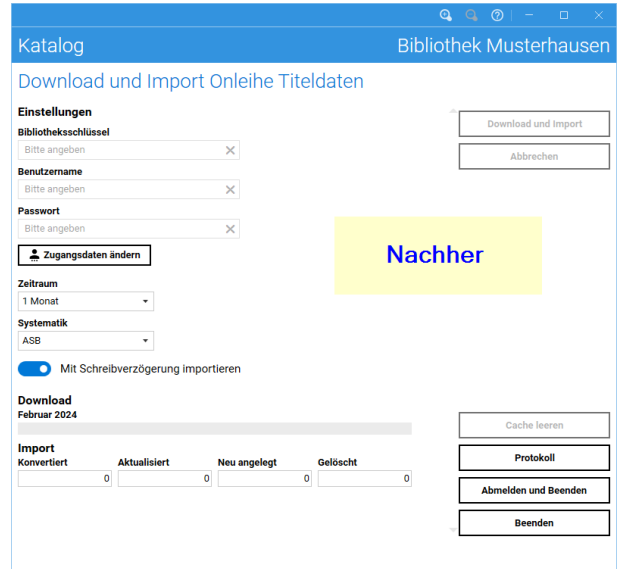 Katalog Bibliothek Musterhausen
Download und Import Onleihe Titeldaten
Einstellungen
Bibliotheksschlüssel
Bitte angeben
Benutzername
Bitte angeben
Passwort
Bitte angeben
Zugangsdaten ändern
Zeitraum
1 Monat
Systematik
ASB
Mit Schreibverzögerung importieren
Download
Februar 2024
Import
Konvertiert Aktualisiert Neu angelegt Gelöscht
0 0 0 0
Download und Import
Abbrechen
Nachher
Cache leeren
Protokoll
Abmelden und Beenden
Beenden